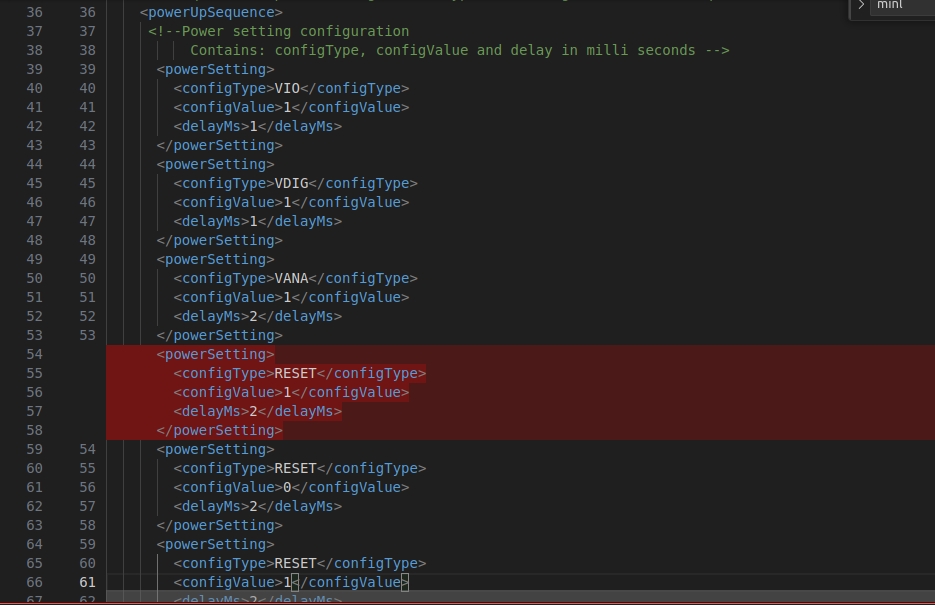 mint
36 36 <powerUpSequence>
37 37 <!--Power setting configuration
38 38 Contains: configType, configValue and delay in milli seconds -->
39 39 <powerSetting>
40 40 <configType>VIO</configType>
41 41 <configValue>1</configValue>
42 42 <delayMs>1</delayMs>
43 43 </powerSetting>
44 44 <powerSetting>
45 45 <configType>VDIG</configType>
46 46 <configValue>1</configValue>
47 47 <delayMs>1</delayMs>
48 48 </powerSetting>
49 49 <powerSetting>
50 50 <configType>VANA</configType>
51 51 <configValue>1</configValue>
52 52 <delayMs>2</delayMs>
53 53 </powerSetting>
54 <powerSetting>
55 <configType>RESET</configType>
56 <configValue>1</configValue>
57 <delayMs>2</delayMs>
58 </powerSetting>
59 54 <powerSetting>
60 55 <configType>RESET</configType>
61 56 <configValue>0</configValue>
62 57 <delayMs>2</delayMs>
63 58 </powerSetting>
64 59 <powerSetting>
65 60 <configType>RESET</configType>
66 61 <configValue>1</configValue>
67 62 <delayMs>2</delayMs>